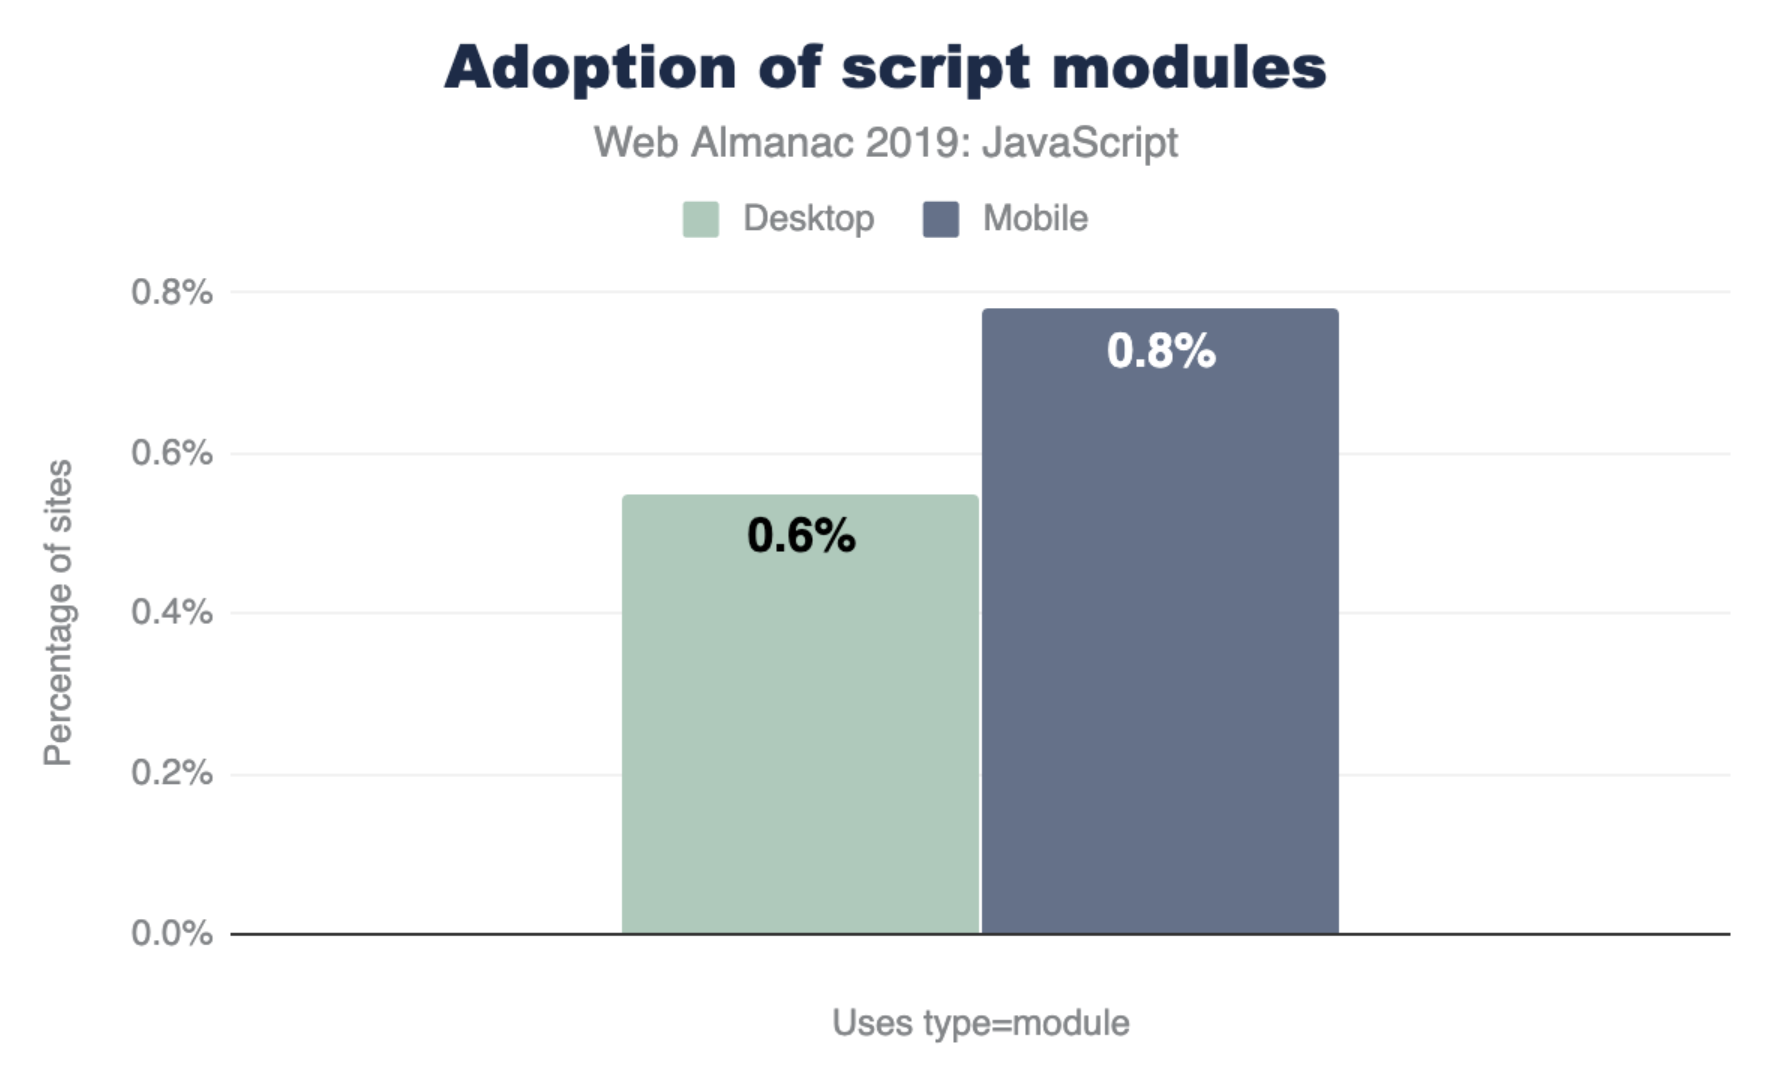 Adoption of script modules
Web Almanac 2019: JavaScript
Desktop
Mobile
0.8%
0.6%
0.4%
0.2%
0.0%
Percentage of sites
0.6%
0.8%
Uses type=module